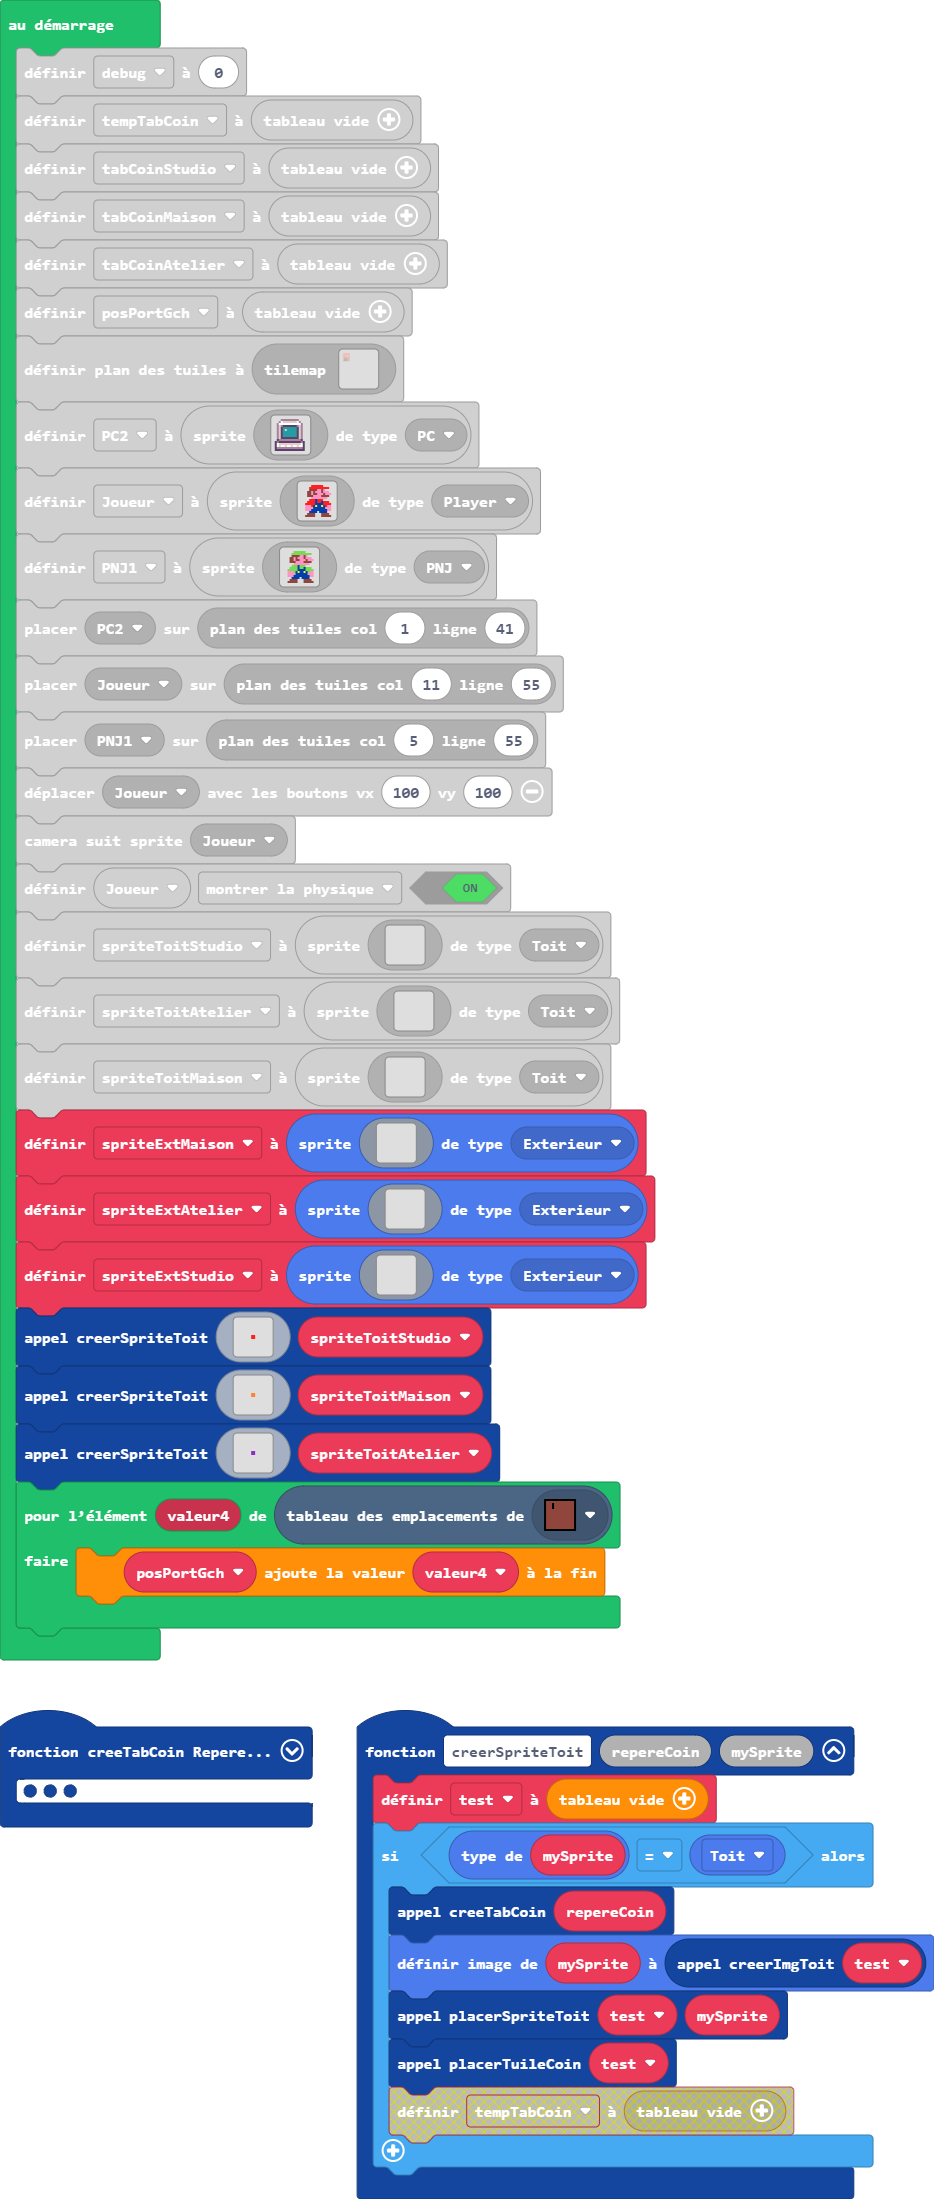 au démarrage
définir debug à 0
définir tempTabCoin à tableau vide
définir tabCoinStudio à tableau vide
définir tabCoinMaison à tableau vide
définir tabCoinAtelier à tableau vide
définir posPortGch à tableau vide
définir plan des tuiles à tilemap
définir PC2 à sprite de type PC
définir Joueur à sprite de type Player
définir PNJ1 à sprite de type PNJ
placer PC2 sur plan des tuiles col 1 ligne 41
placer Joueur sur plan des tuiles col 11 ligne 55
placer PNJ1 sur plan des tuiles col 5 ligne 55
déplacer Joueur avec les boutons vx 100 vy 100
camera suit sprite Joueur
définir Joueur montrer la physique ON
définir spriteToitStudio à sprite de type Toit
définir spriteToitAtelier à sprite de type Toit
définir spriteToitMaison à sprite de type Toit
définir spriteExtMaison à sprite de type Exterieur
définir spriteExtAtelier à sprite de type Exterieur
définir spriteExtStudio à sprite de type Exterieur
appel creerSpriteToit spriteToitStudio
appel creerSpriteToit spriteToitMaison
appel creerSpriteToit spriteToitAtelier
pour l’élément valeur4 de tableau des emplacements de
faire
posPortGch ajoute la valeur valeur4 à la fin
fonction creeTabCoin Repere...
fonction creerSpriteToit repereCoin mySprite
définir test à tableau vide
si type de mySprite = Toit alors
appel creeTabCoin repereCoin
définir image de mySprite à appel creerImgToit test
appel placerSpriteToit test mySprite
appel placerTuileCoin test
définir tempTabCoin à tableau vide